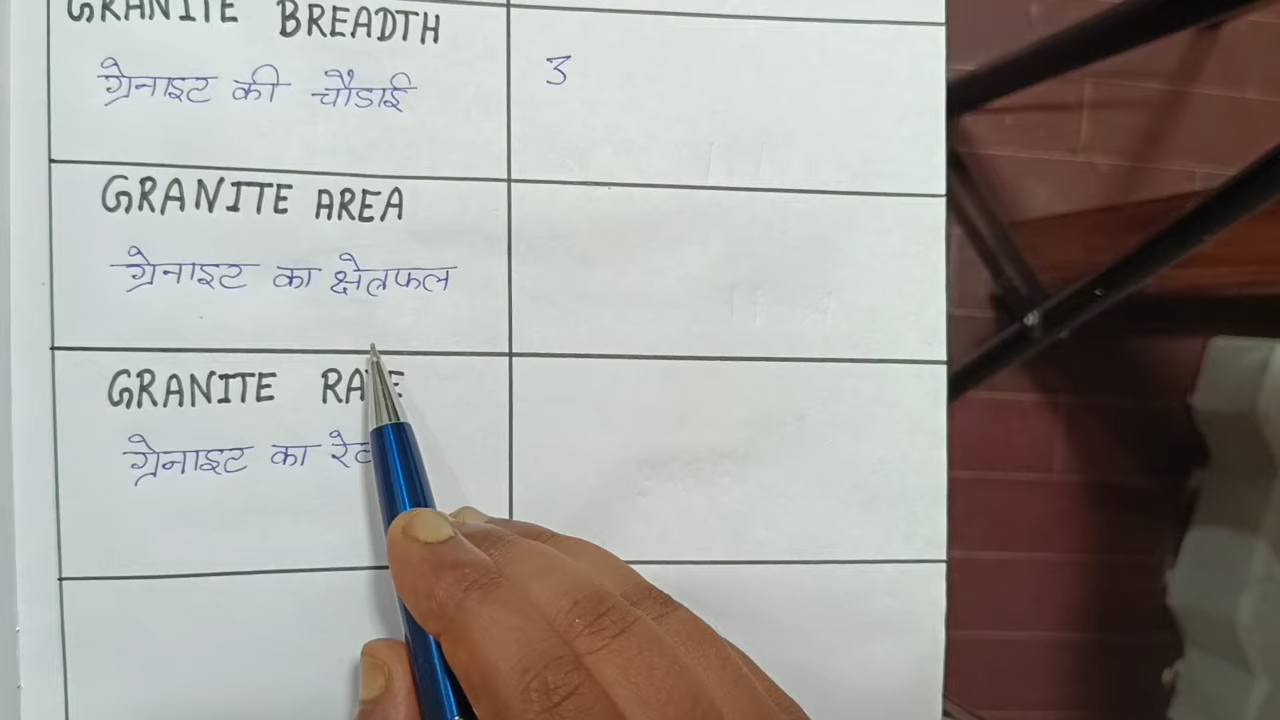 GRANITE BREADTH
ग्रेनाइट की चौडाई
3
GRANITE AREA
ग्रेनाइट का क्षेत्रफल
GRANITE
ग्रेनाइट का